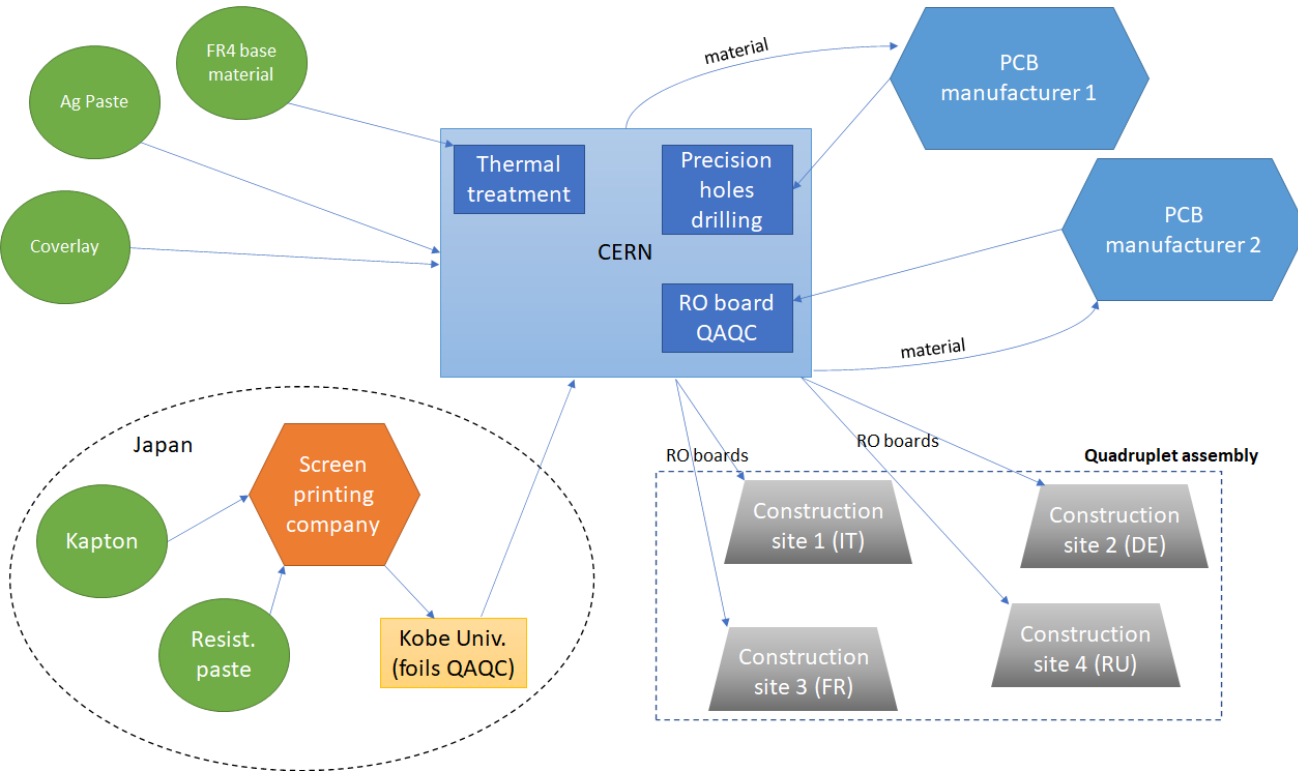 FR4 base
material
Ag Paste
Coverlay
material
PCB
manufacturer 1
Thermal
treatment
Precision
holes
drilling
CERN
PCB
manufacturer 2
RO board
QAQC
material
Japan
Screen
printing
company
Kapton
Resist.
paste
Kobe Univ.
(foils QAQC)
RO boards
RO boards
Quadruplet assembly
Construction
site 1 (IT)
Construction
site 2 (DE)
Construction
site 3 (FR)
Construction
site 4 (RU)